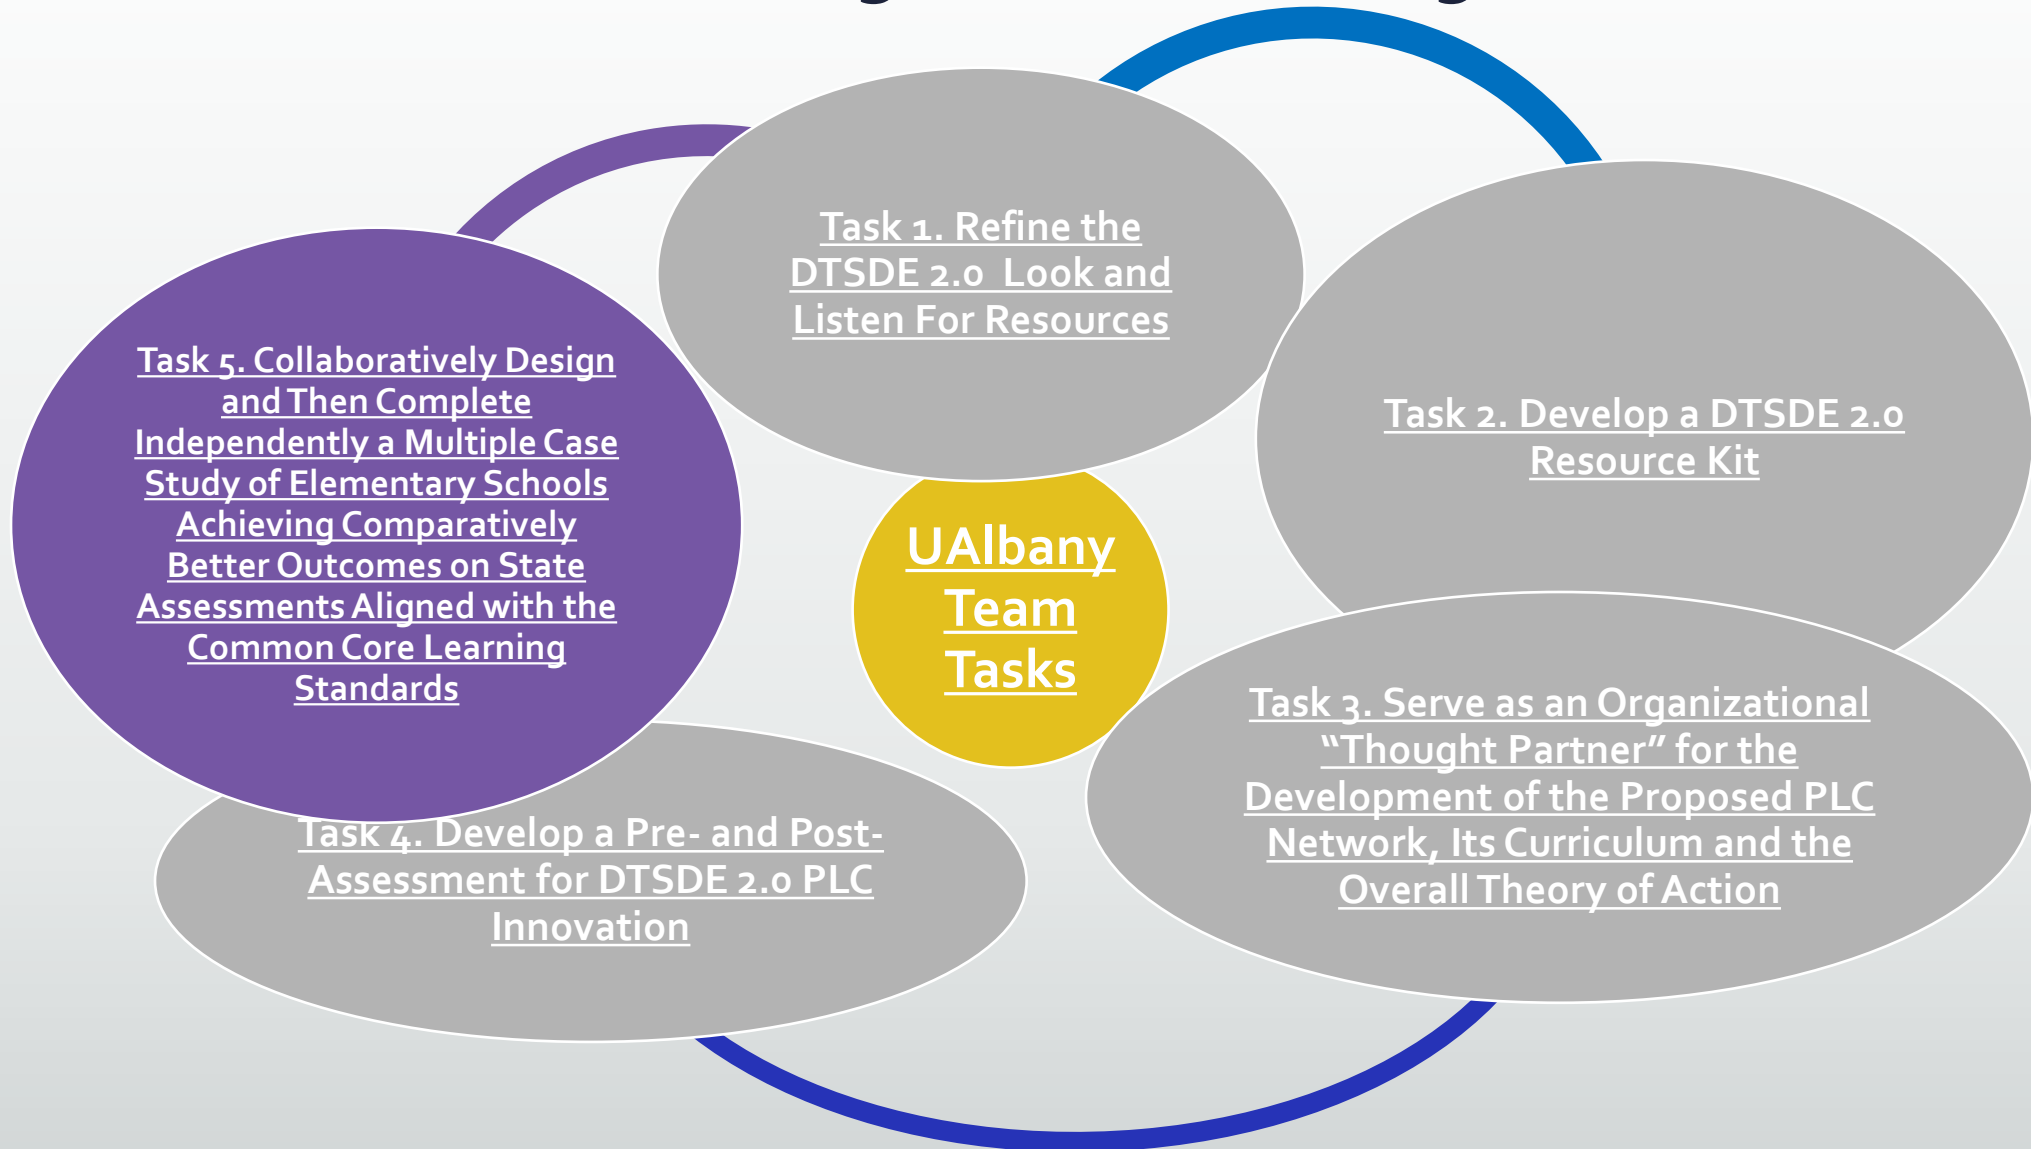 Task 1. Refine the
DTSDE 2.0 Look and
Listen For Resources
Task 2. Develop a DTSDE 2.0
Resource Kit
Task 5. Collaboratively Design
and Then Complete
Independently a Multiple Case
Study of Elementary Schools
Achieving Comparatively
Better Outcomes on State
Assessments Aligned with the
Common Core Learning
Standards
UAlbany
Team
Tasks
Task 3. Serve as an Organizational
“Thought Partner” for the
Development of the Proposed PLC
Network, Its Curriculum and the
Overall Theory of Action
Task 4. Develop a Pre- and Post-
Assessment for DTSDE 2.0 PLC
Innovation